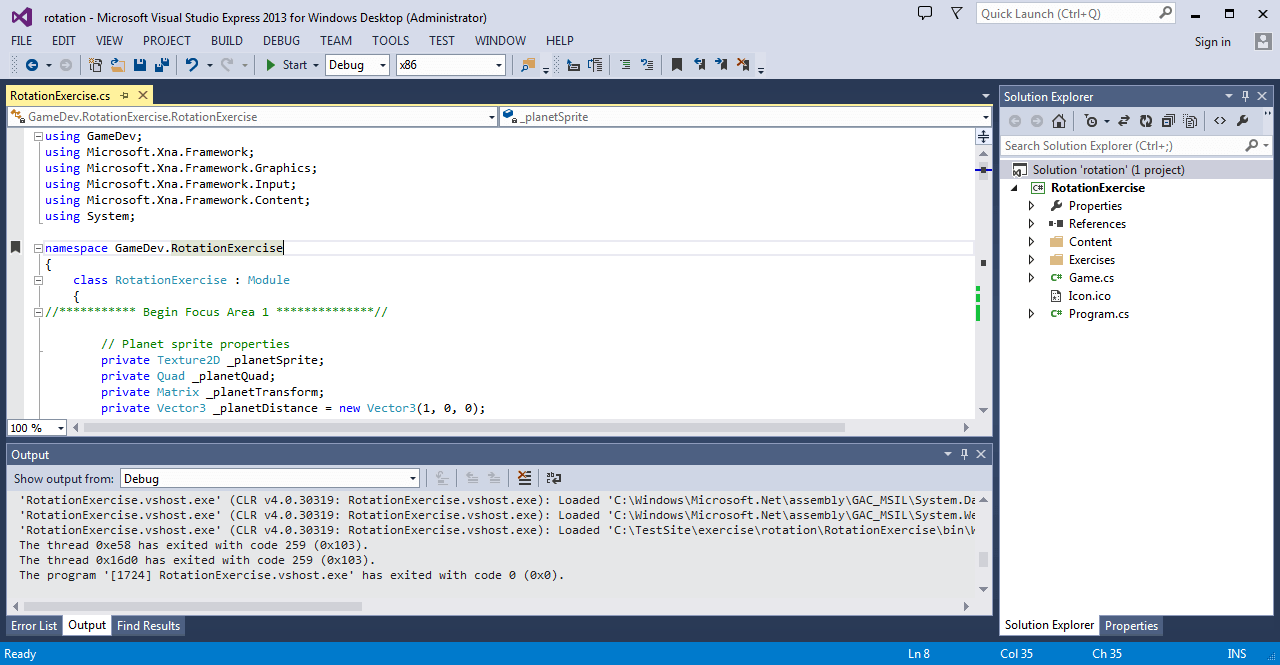 rotation - Microsoft Visual Studio Express 2013 for Windows Desktop (Administrator)
Quick Launch (Ctrl+Q)
FILE EDIT VIEW PROJECT BUILD DEBUG TEAM TOOLS TEST WINDOW HELP
Sign in
Start Debug x86
RotationExercise.cs
GameDev.RotationExercise.RotationExercise
_planetSprite
using GameDev;
using Microsoft.Xna.Framework;
using Microsoft.Xna.Framework.Graphics;
using Microsoft.Xna.Framework.Input;
using Microsoft.Xna.Framework.Content;
using System;
namespace GameDev.RotationExercise
{
class RotationExercise : Module
{
//*********** Begin Focus Area 1 **************//
// Planet sprite properties
private Texture2D _planetSprite;
private Quad _planetQuad;
private Matrix _planetTransform;
private Vector3 _planetDistance = new Vector3(1, 0, 0);
100 %
Output
Show output from: Debug
'RotationExercise.vshost.exe' (CLR v4.0.30319: RotationExercise.vshost.exe): Loaded 'C:\Windows\Microsoft.Net\assembly\GAC_MSIL\System.Da
'RotationExercise.vshost.exe' (CLR v4.0.30319: RotationExercise.vshost.exe): Loaded 'C:\Windows\Microsoft.Net\assembly\GAC_MSIL\System.We
'RotationExercise.vshost.exe' (CLR v4.0.30319: RotationExercise.vshost.exe): Loaded 'C:\TestSite\exercise\rotation\RotationExercise\bin\W
The thread 0xe58 has exited with code 259 (0x103).
The thread 0x16d0 has exited with code 259 (0x103).
The program '[1724] RotationExercise.vshost.exe' has exited with code 0 (0x0).
Error List Output Find Results
Solution Explorer
Search Solution Explorer (Ctrl+;)
Solution 'rotation' (1 project)
C# RotationExercise
Properties
References
Content
Exercises
C# Game.cs
Icon.ico
C# Program.cs
Solution Explorer Properties
Ready Ln 8 Col 35 Ch 35 INS